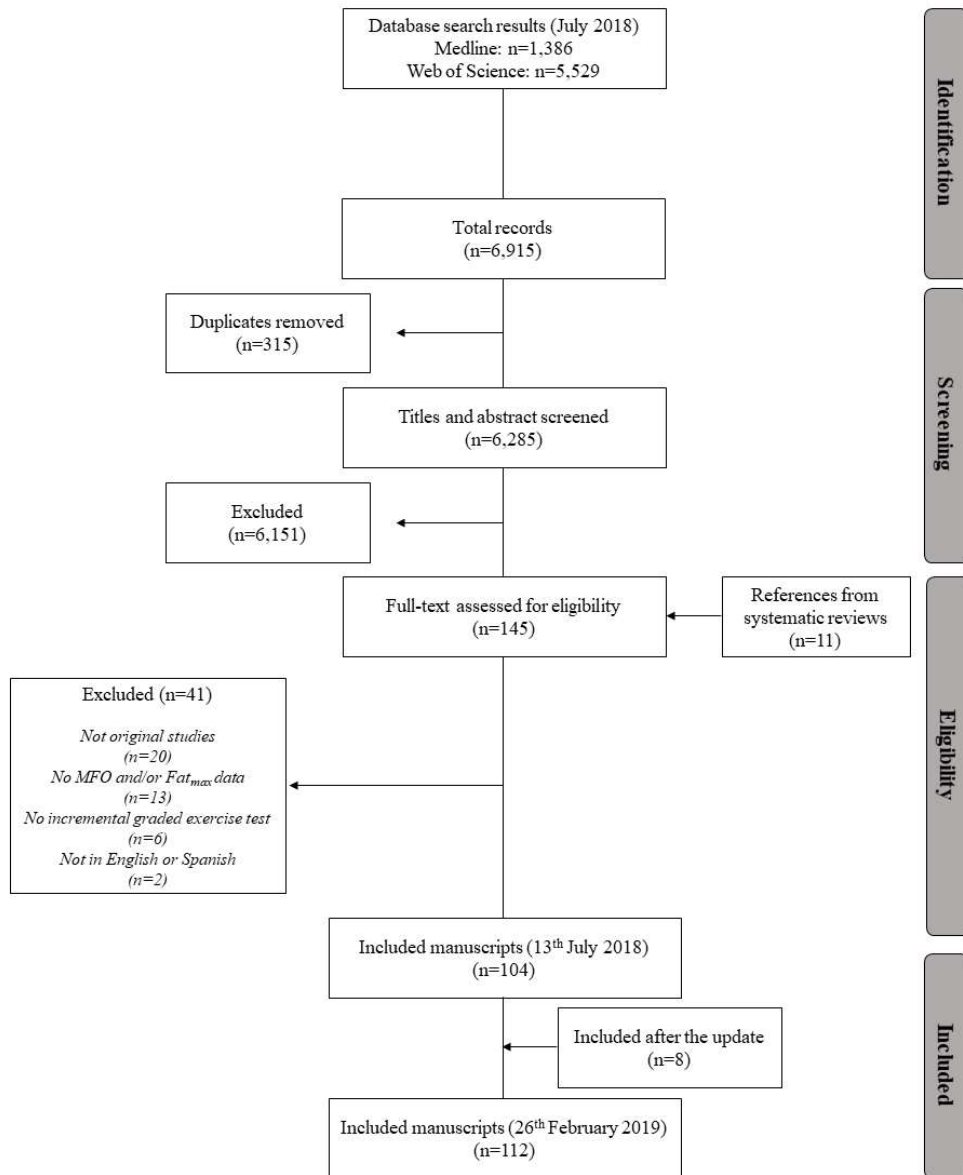 Database search results (July 2018)
Medline: n=1,386
Web of Science: n=5,529
Identification
Total records
(n=6,915)
Duplicates removed
(n=315)
Screening
Titles and abstract screened
(n=6,285)
Excluded
(n=6,151)
Full-text assessed for eligibility
(n=145)
References from
systematic reviews
(n=11)
Eligibility
Excluded (n=41)
Not original studies
(n=20)
No MFO and/or Fatmax data
(n=13)
No incremental graded exercise test
(n=6)
Not in English or Spanish
(n=2)
Included manuscripts (13th July 2018)
(n=104)
Included after the update
(n=8)
Included
Included manuscripts (26th February 2019)
(n=112)